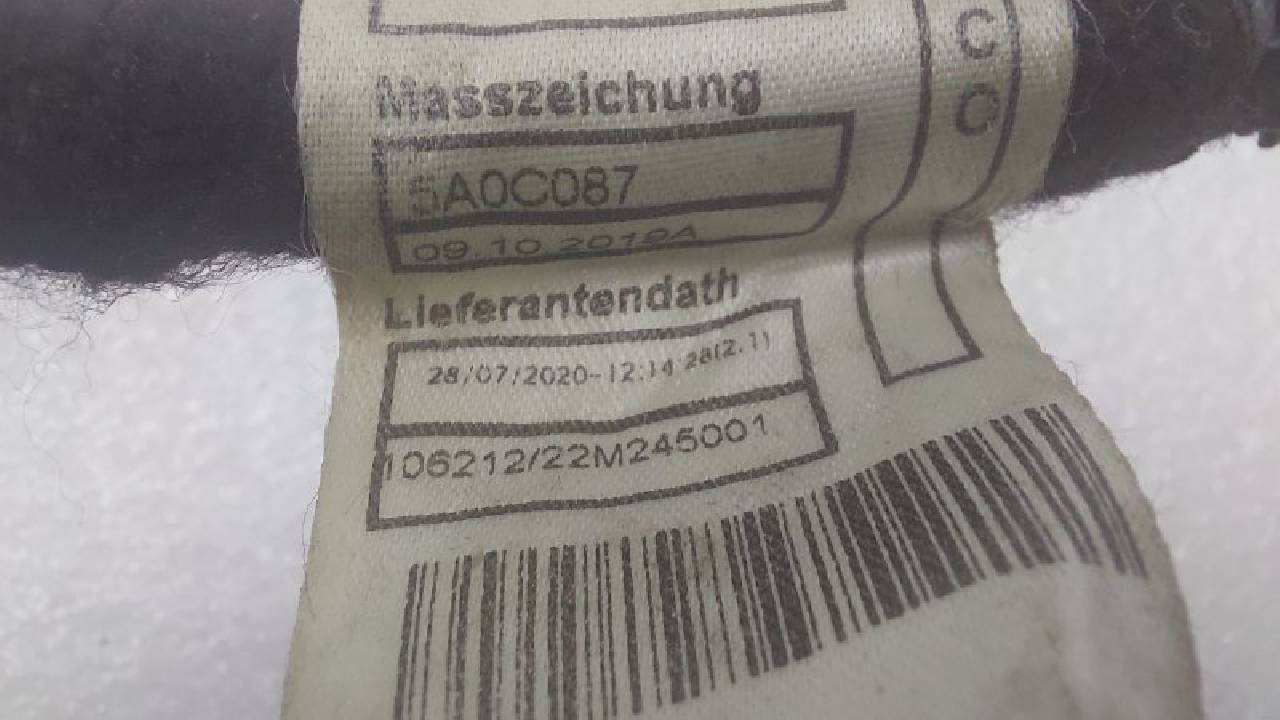 C
O
Masszeichung
5A0C087
09.10.2019A
Lieferantendath
28/07/2020-12:14 28(2.1)
106212/22M245001